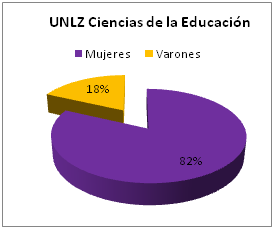 UNLZ Ciencias de la Educación
Mujeres Varones
18%
82%